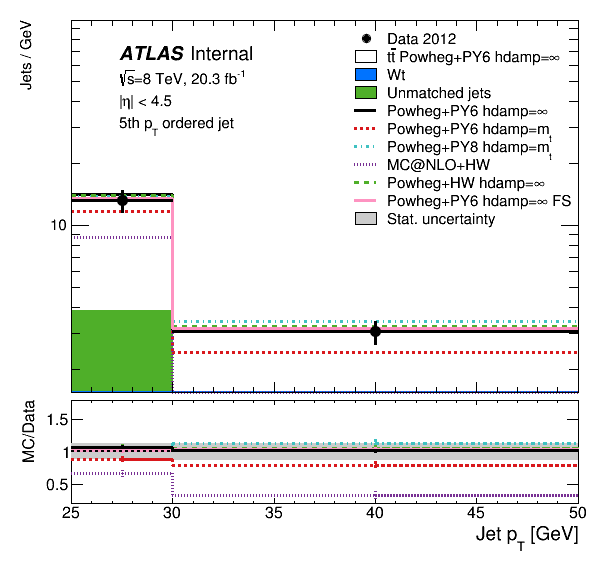 Jets / GeV
ATLAS Internal
√s=8 TeV, 20.3 fb⁻¹
|η| < 4.5
5th p_T ordered jet
Data 2012
tt̄ Powheg+PY6 hdamp=∞
Wt
Unmatched jets
Powheg+PY6 hdamp=∞
Powheg+PY6 hdamp=m_t
Powheg+PY8 hdamp=m_t
MC@NLO+HW
Powheg+HW hdamp=∞
Powheg+PY6 hdamp=∞ FS
Stat. uncertainty
10
MC/Data
1.5
1
0.5
25 30 35 40 45 50
Jet p_T [GeV]